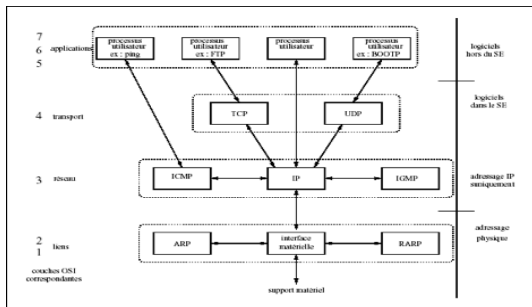 7
6
5
applications
processus
utilisateur
ex : ping
processus
utilisateur
ex : FTP
processus
utilisateur
processus
utilisateur
ex : BOOTP
logiciels
hors du SE
4
transport
TCP
UDP
logiciels
dans le SE
3
réseau
ICMP
IP
IGMP
adressage IP
uniquement
2
1
liens
ARP
interface
matérielle
RARP
adressage
physique
couches OSI
correspondantes
support matériel